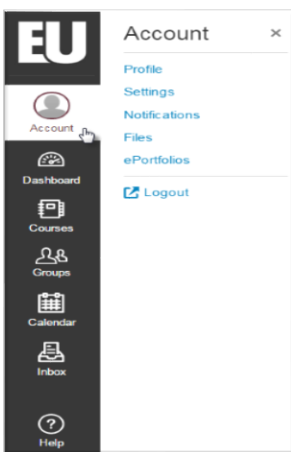 EU
Account
Dashboard
Courses
Groups
Calendar
Inbox
Help
Account ×
Profile
Settings
Notifications
Files
ePortfolios
Logout